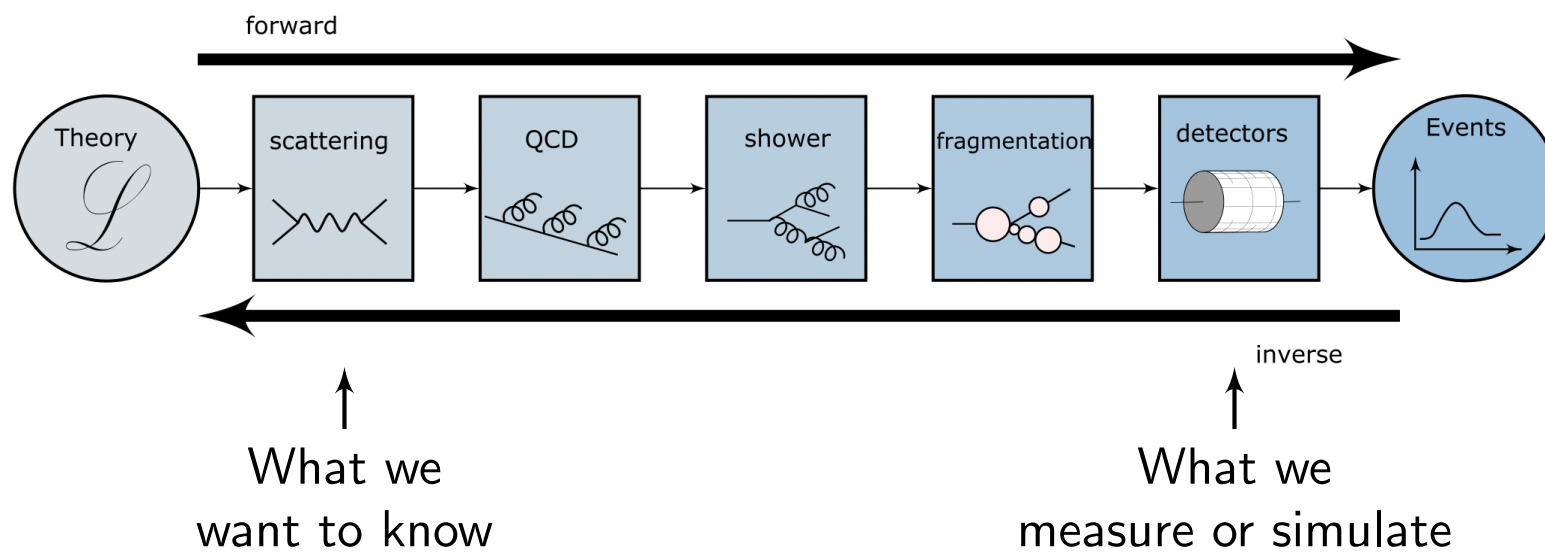 forward
Theory
ℒ
scattering
QCD
shower
fragmentation
detectors
Events
inverse
What we
want to know
What we
measure or simulate